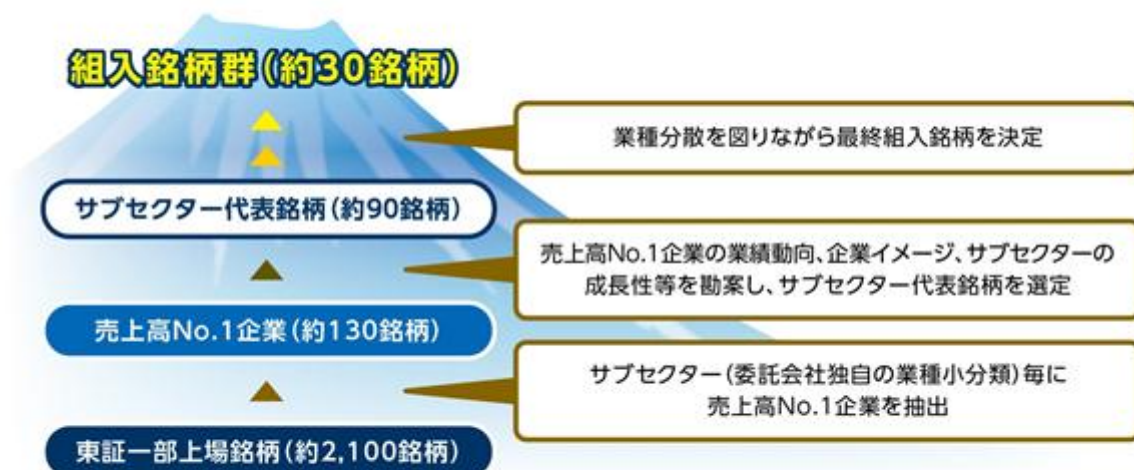 組入銘柄群(約30銘柄)
業種分散を図りながら最終組入銘柄を決定
サブセクター代表銘柄(約90銘柄)
売上高No.1企業の業績動向、企業イメージ、サブセクターの
成長性等を勘案し、サブセクター代表銘柄を選定
売上高No.1企業(約130銘柄)
サブセクター(委託会社独自の業種小分類)毎に
売上高No.1企業を抽出
東証一部上場銘柄(約2,100銘柄)